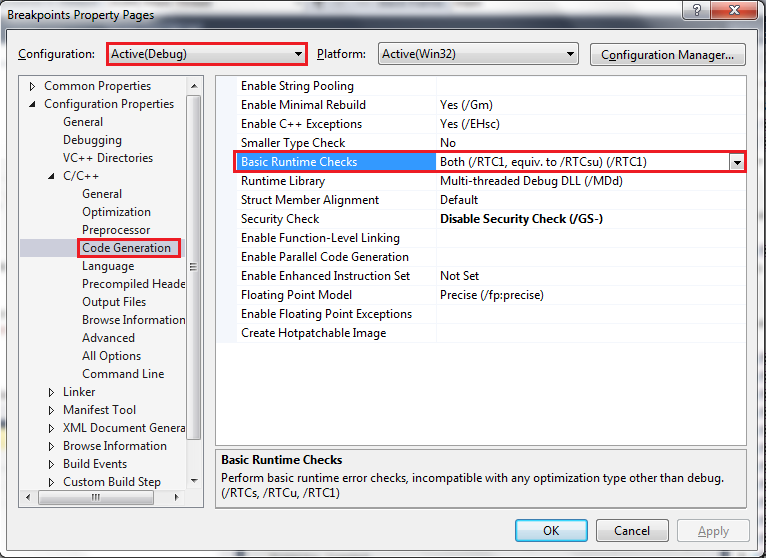 Breakpoints Property Pages
Configuration: Active(Debug) Platform: Active(Win32) Configuration Manager...
Common Properties
Configuration Properties
General
Debugging
VC++ Directories
C/C++
General
Optimization
Preprocessor
Code Generation
Language
Precompiled Heade
Output Files
Browse Information
Advanced
All Options
Command Line
Linker
Manifest Tool
XML Document Genera
Browse Information
Build Events
Custom Build Step
Enable String Pooling
Enable Minimal Rebuild Yes (/Gm)
Enable C++ Exceptions Yes (/EHsc)
Smaller Type Check No
Basic Runtime Checks Both (/RTC1, equiv. to /RTCsu) (/RTC1)
Runtime Library Multi-threaded Debug DLL (/MDd)
Struct Member Alignment Default
Security Check Disable Security Check (/GS-)
Enable Function-Level Linking
Enable Parallel Code Generation
Enable Enhanced Instruction Set Not Set
Floating Point Model Precise (/fp:precise)
Enable Floating Point Exceptions
Create Hotpatchable Image
Basic Runtime Checks
Perform basic runtime error checks, incompatible with any optimization type other than debug.
(/RTCs, /RTCu, /RTC1)
OK Cancel Apply